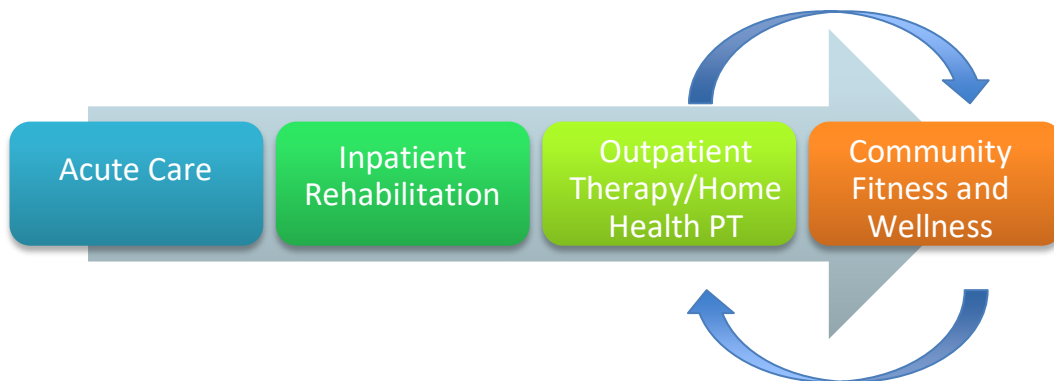 Acute Care
Inpatient
Rehabilitation
Outpatient
Therapy/Home
Health PT
Community
Fitness and
Wellness